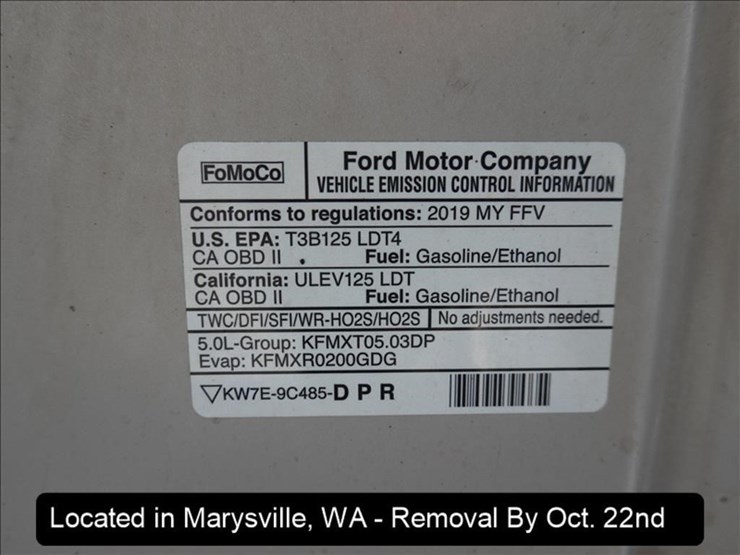 FoMoCo
Ford Motor Company
VEHICLE EMISSION CONTROL INFORMATION
Conforms to regulations: 2019 MY FFV
U.S. EPA: T3B125 LDT4
CA OBD II . Fuel: Gasoline/Ethanol
California: ULEV125 LDT
CA OBD II Fuel: Gasoline/Ethanol
TWC/DFI/SFI/WR-HO2S/HO2S No adjustments needed.
5.0L-Group: KFMXT05.03DP
Evap: KFMXR0200GDG
KW7E-9C485-D P R
Located in Marysville, WA - Removal By Oct. 22nd